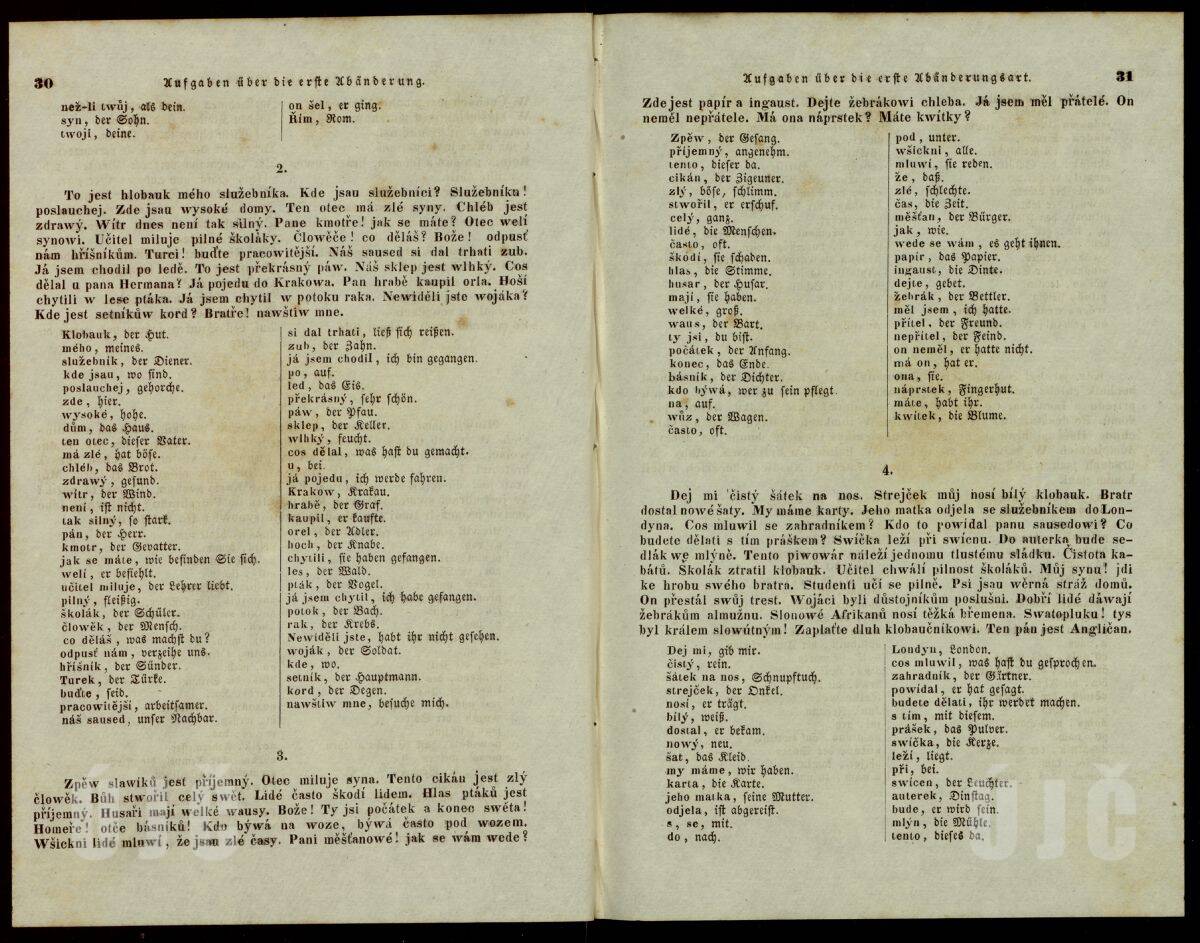 30
Aufgaben über die erste Abänderung.
než-li twůj, als dein.
syn, der Sohn.
twoji, deine.
on šel, er ging.
Řím, Rom.
2.
To jest hlobauk mého služebníka. Kde jsau služebníci? Služebníku!
poslauchej. Zde jsau wysoké domy. Ten otec má zlé syny. Chléb jest
zdrawý. Wítr dnes není tak silný. Pane kmotře! jak se máte? Otec welí
synowi. Učitel miluje pilné školáky. Člowěče! co děláš? Bože! odpusť
nám hříšníkům. Turci! buďte pracowitější. Náš saused si dal trhati zub.
Já jsem chodil po ledě. To jest překrásný páw. Náš sklep jest wlhký. Cos
dělal u pana Hermana? Já pojedu do Krakowa. Pan hrabě kaupil orla. Hoši
chytili w lese ptáka. Já jsem chytil w potoku raka. Newiděli jste wojáka?
Kde jest setníkůw kord? Bratře! nawštiw mne.
Klobauk, der Hut.
mého, meines.
služebník, der Diener.
kde jsau, wo sind.
poslauchej, gehorche.
zde, hier.
wysoké, hohe.
dům, das Haus.
ten otec, dieser Vater.
má zlé, hat böse.
chléb, das Brot.
zdrawý, gesund.
wítr, der Wind.
není, ist nicht.
tak silný, so stark.
pán, der Herr.
kmotr, der Gevatter.
jak se máte, wie befinden Sie sich.
welí, er befiehlt.
učitel miluje, der Lehrer liebt.
pilný, fleißig.
školák, der Schüler.
člowěk, der Mensch.
co děláš, was machst du?
odpusť nám, verzeihe uns.
hříšník, der Sünder.
Turek, der Türke.
buďte, seid.
pracowitější, arbeitsamer.
náš saused, unser Nachbar.
si dal trhati, ließ sich reißen.
zub, der Zahn.
já jsem chodil, ich bin gegangen.
po, auf.
led, das Eis.
překrásný, sehr schön.
páw, der Pfau.
sklep, der Keller.
wlhký, feucht.
cos dělal, was hast du gemacht.
u, bei.
já pojedu, ich werde fahren.
Krakow, Krakau.
hrabě, der Graf.
kaupil, er kaufte.
orel, der Adler.
hoch, der Knabe.
chytili, sie haben gefangen.
les, der Wald.
pták, der Vogel.
já jsem chytil, ich habe gefangen.
potok, der Bach.
rak, der Krebs.
Newiděli jste, habt ihr nicht gesehen.
woják, der Soldat.
kde, wo.
setník, der Hauptmann.
kord, der Degen.
nawštiw mne, besuche mich.
3.
Zpěw slawíků jest příjemný. Otec miluje syna. Tento cikán jest zlý
člowěk. Bůh stwořil celý swět. Lidé často škodí lidem. Hlas ptáků jest
příjemný. Husaři mají welké wausy. Bože! Ty jsi počátek a konec swěta!
Homeře! otče básníků! Kdo býwá na woze, býwá často pod wozem.
Wšickni lidé mluwí, že jsau zlé časy. Pani měšťanowé! jak se wám wede?
Aufgaben über die erste Abänderungsart.
31
Zde jest papír a ingaust. Dejte žebrákowi chleba. Já jsem měl přátelé. On
neměl nepřátele. Má ona náprstek? Máte kwítky?
Zpěw, der Gesang.
příjemný, angenehm.
tento, dieser da.
cikán, der Zigeuner.
zlý, böse, schlimm.
stwořil, er erschuf.
celý, ganz.
lidé, die Menschen.
často, oft.
škodí, sie schaden.
hlas, die Stimme.
husar, der Husar.
mají, sie haben.
welké, groß.
waus, der Bart.
ty jsi, du bist.
počátek, der Anfang.
konec, das Ende.
básník, der Dichter.
kdo býwá, wer zu sein pflegt.
na, auf.
wůz, der Wagen.
často, oft.
pod, unter.
wšickni, alle.
mluwí, sie reden.
že, daß.
zlé, schlechte.
čas, die Zeit.
měšťan, der Bürger.
jak, wie.
wede se wám, es geht ihnen.
papír, das Papier.
ingaust, die Dinte.
dejte, gebet.
žebrák, der Bettler.
měl jsem, ich hatte.
přítel, der Freund.
nepřítel, der Feind.
on neměl, er hatte nicht.
má on, hat er.
ona, sie.
náprstek, Fingerhut.
máte, habt ihr.
kwítek, die Blume.
4.
Dej mi čistý šátek na nos. Strejček můj nosí bílý klobauk. Bratr
dostal nowé šaty. My máme karty. Jeho matka odjela se služebníkem do Lon-
dyna. Cos mluwil se zahradníkem? Kdo to powídal panu sausedowi? Co
budete dělati s tím práškem? Swíčka leží při swícnu. Do auterka bude se-
dlák we mlýně. Tento piwowár náleží jednomu tlustému sládku. Čistota ka-
bátů. Školák ztratil klobauk. Učitel chwálí pilnost školáků. Můj synu! jdi
ke hrobu swého bratra. Studenti učí se pilně. Psi jsau wěrná stráž domů.
On přestál swůj trest. Wojáci byli důstojníkům poslušni. Dobří lidé dáwají
žebrákům almužnu. Slonowé Afrikanů nosí těžká břemena. Swatopluku! tys
byl králem slowútným! Zaplaťte dluh klobaučníkowi. Ten pán jest Angličan.
Dej mi, gib mir.
čistý, rein.
šátek na nos, Schnupftuch.
strejček, der Onkel.
nosí, er trägt.
bílý, weiß.
dostal, er bekam.
nowý, neu.
šat, das Kleid.
my máme, wir haben.
karta, die Karte.
jeho matka, seine Mutter.
odjela, ist abgereist.
s, se, mit.
do, nach.
Londyn, London.
cos mluwil, was hast du gesprochen.
zahradník, der Gärtner.
powídal, er hat gesagt.
budete dělati, ihr werdet machen.
s tím, mit diesem.
prášek, das Pulver.
swíčka, die Kerze.
leží, liegt.
při, bei.
swícen, der Leuchter.
auterek, Dinstag.
bude, er wird sein.
mlýn, die Mühle.
tento, dieses da.
ÚJČ
ÚJČ